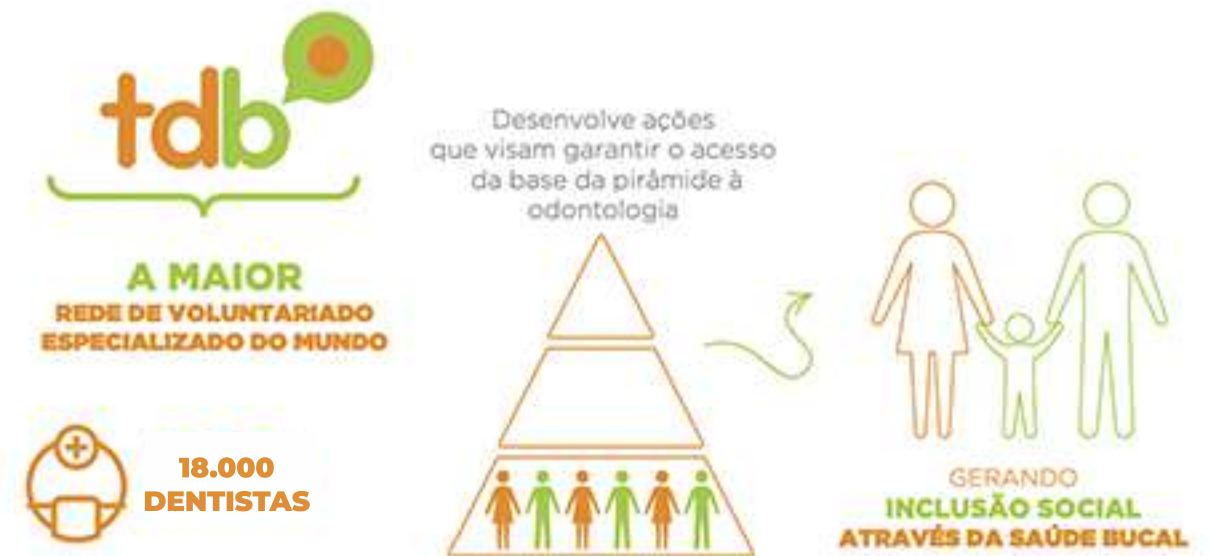 tdb
A MAIOR
REDE DE VOLUNTARIADO
ESPECIALIZADO DO MUNDO
18.000
DENTISTAS
Desenvolve ações
que visam garantir o acesso
da base da pirâmide à
odontologia
GERANDO
INCLUSÃO SOCIAL
ATRAVÉS DA SAÚDE BUCAL